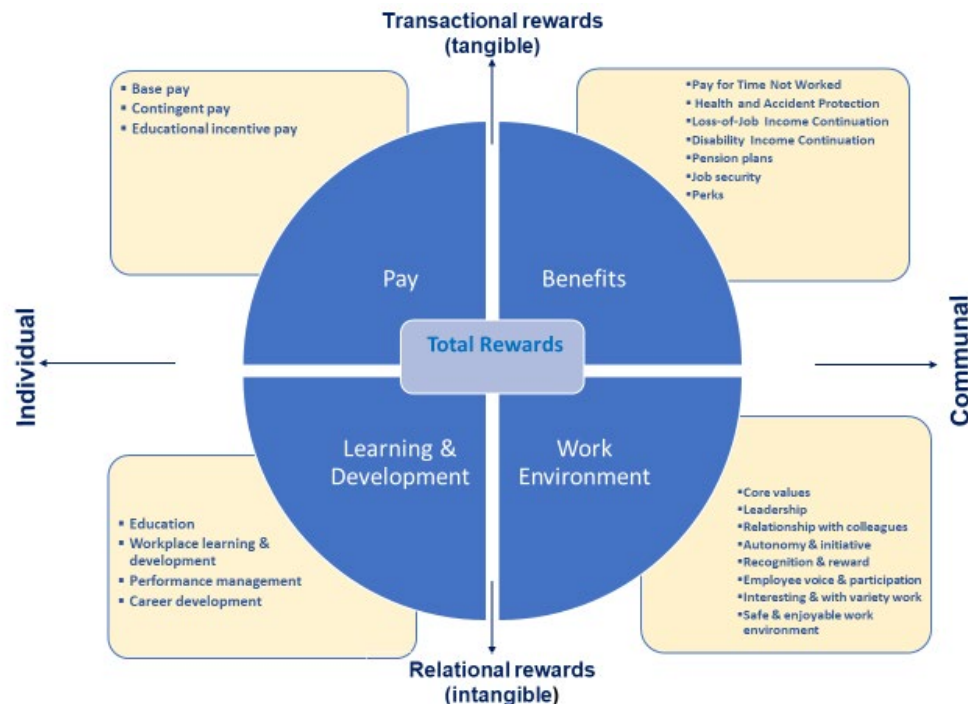 Transactional rewards
(tangible)
▪ Base pay
▪ Contingent pay
▪ Educational incentive pay
▪Pay for Time Not Worked
▪ Health and Accident Protection
▪Loss-of-Job Income Continuation
▪Disability Income Continuation
▪Pension plans
▪Job security
▪Perks
Pay
Benefits
Total Rewards
Individual
Communal
Learning &
Development
Work
Environment
▪ Education
▪ Workplace learning &
development
▪ Performance management
▪ Career development
▪Core values
▪Leadership
▪Relationship with colleagues
▪Autonomy & initiative
▪Recognition & reward
▪Employee voice & participation
▪Interesting & with variety work
▪Safe & enjoyable work
environment
Relational rewards
(intangible)